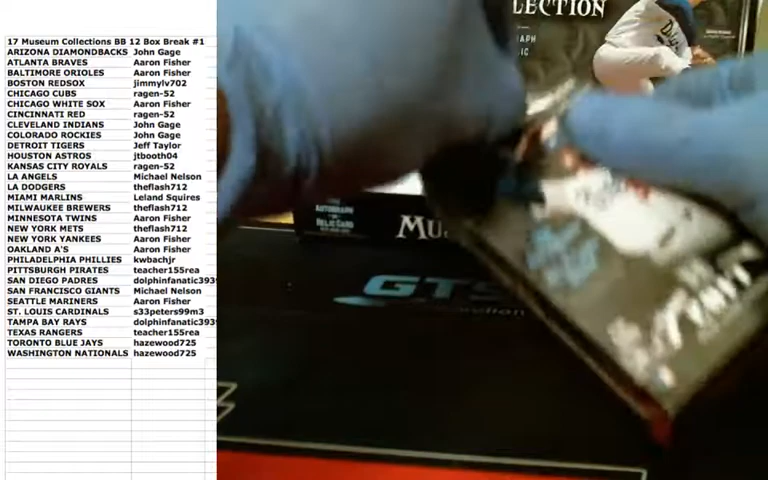 17 Museum Collections BB 12 Box Break #1
ARIZONA DIAMONDBACKS John Gage
ATLANTA BRAVES Aaron Fisher
BALTIMORE ORIOLES Aaron Fisher
BOSTON REDSOX jimmylv702
CHICAGO CUBS ragen-52
CHICAGO WHITE SOX Aaron Fisher
CINCINNATI RED ragen-52
CLEVELAND INDIANS John Gage
COLORADO ROCKIES John Gage
DETROIT TIGERS Jeff Taylor
HOUSTON ASTROS jtbooth04
KANSAS CITY ROYALS ragen-52
LA ANGELS Michael Nelson
LA DODGERS theflash712
MIAMI MARLINS Leland Squires
MILWAUKEE BREWERS theflash712
MINNESOTA TWINS Aaron Fisher
NEW YORK METS theflash712
NEW YORK YANKEES Aaron Fisher
OAKLAND A'S Aaron Fisher
PHILADELPHIA PHILLIES kwbachjr
PITTSBURGH PIRATES teacher155rea
SAN DIEGO PADRES dolphinfanatic393
SAN FRANCISCO GIANTS Michael Nelson
SEATTLE MARINERS Aaron Fisher
ST. LOUIS CARDINALS s33peters99m3
TAMPA BAY RAYS dolphinfanatic393
TEXAS RANGERS teacher155rea
TORONTO BLUE JAYS hazewood725
WASHINGTON NATIONALS hazewood725
LECTION
APH
IC
AUTOGRAPH
RELIC CARD
MU
GTS